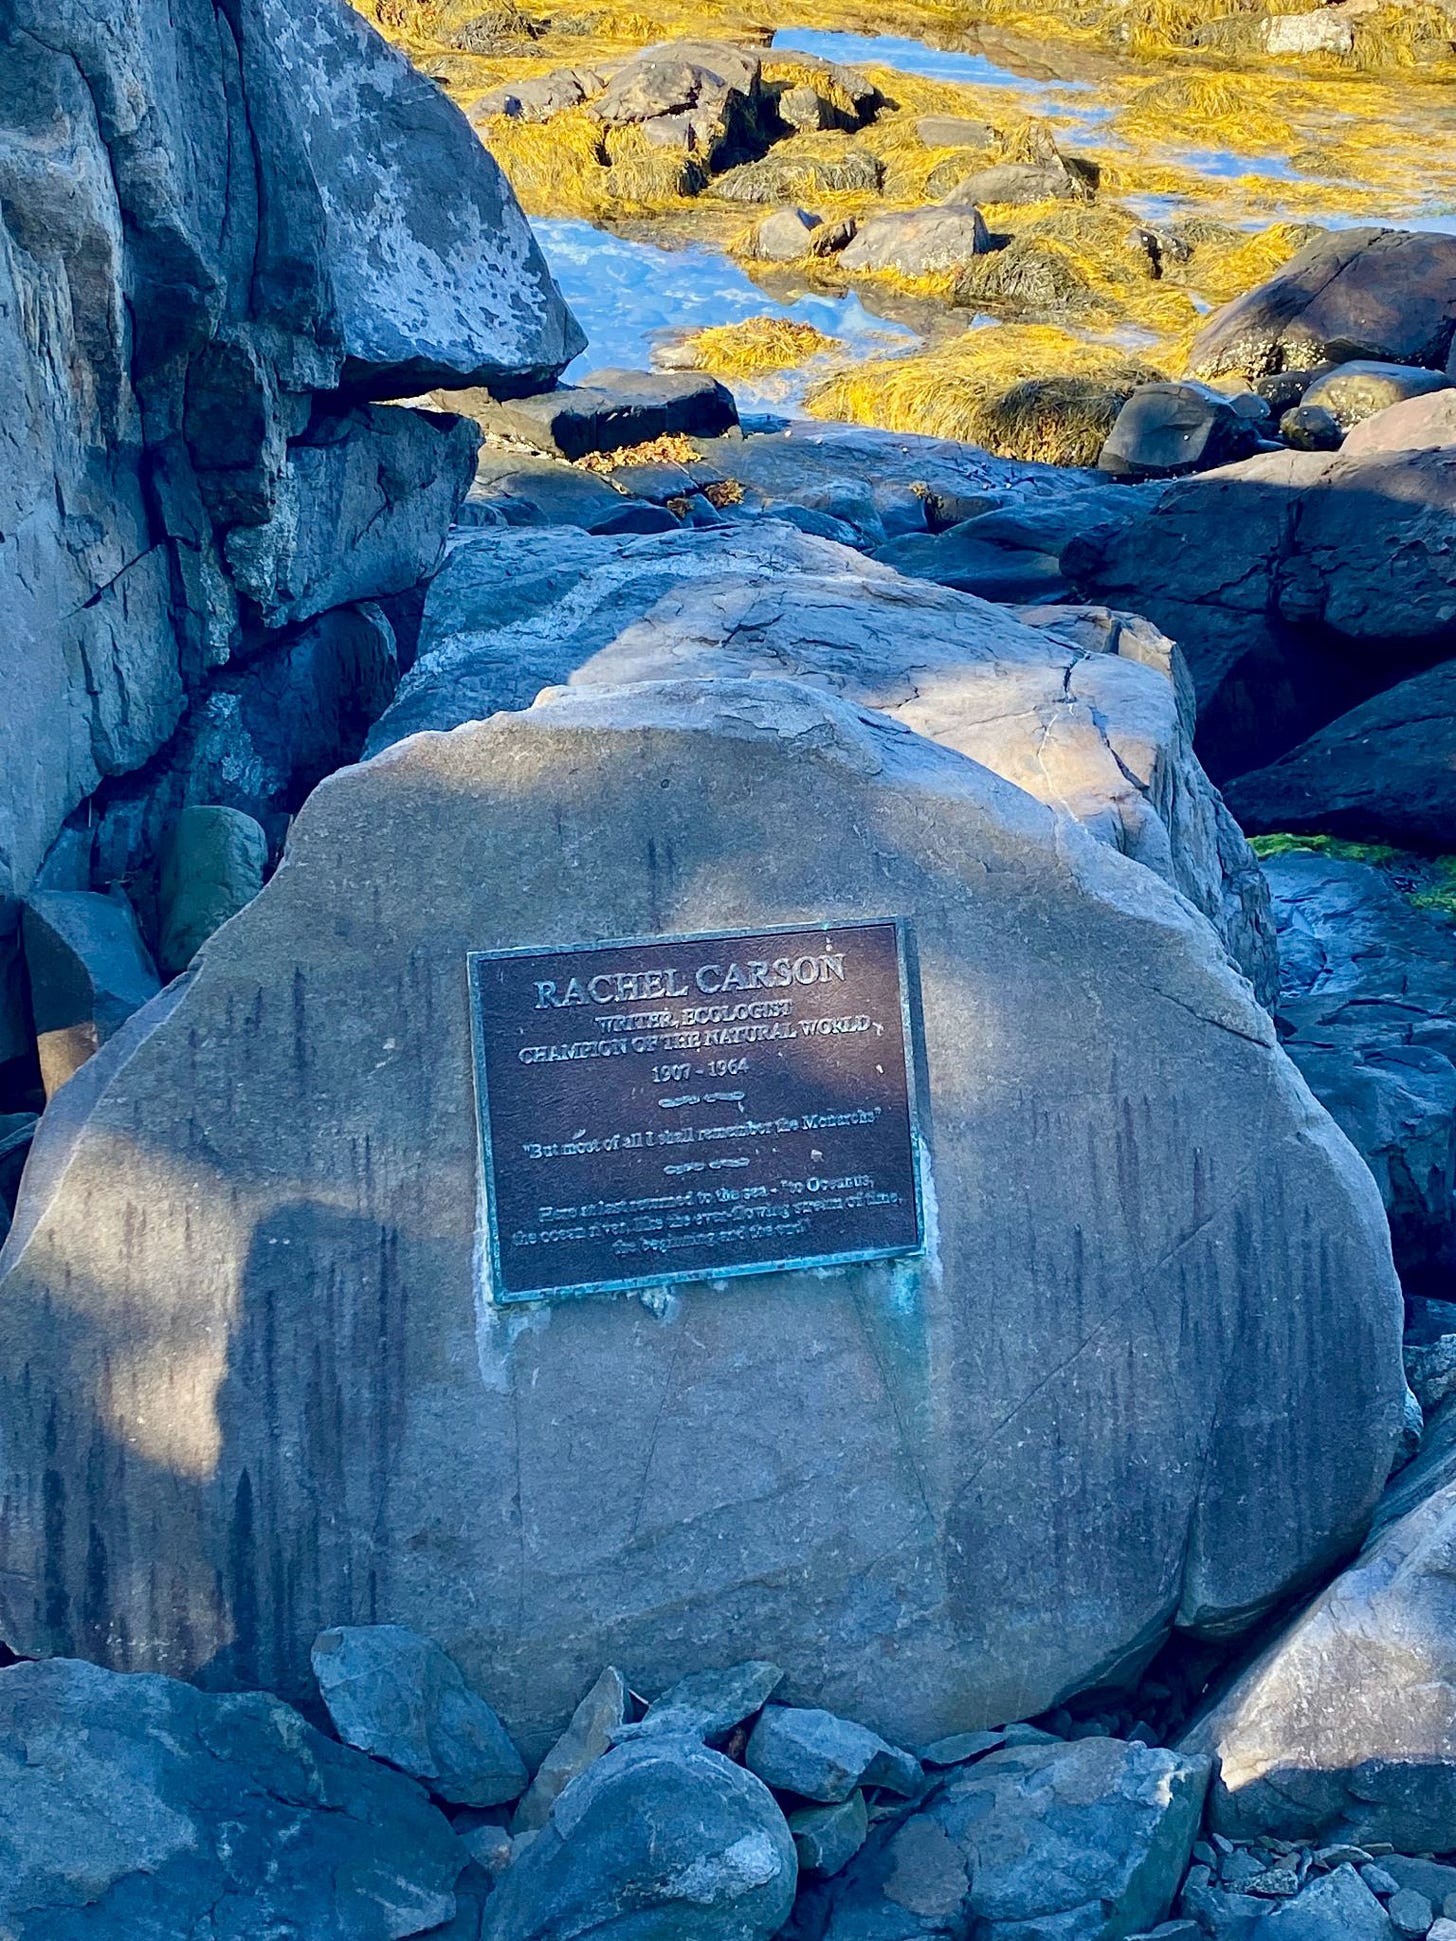 RACHEL CARSON
WRITER, ECOLOGIST
CHAMPION OF THE NATURAL WORLD
1907 - 1964
"But most of all I shall remember the Monarchs"
Here at last returned to the sea - "to Oceanus,
the ocean river, like the ever-flowing stream of time,
the beginning and the end."